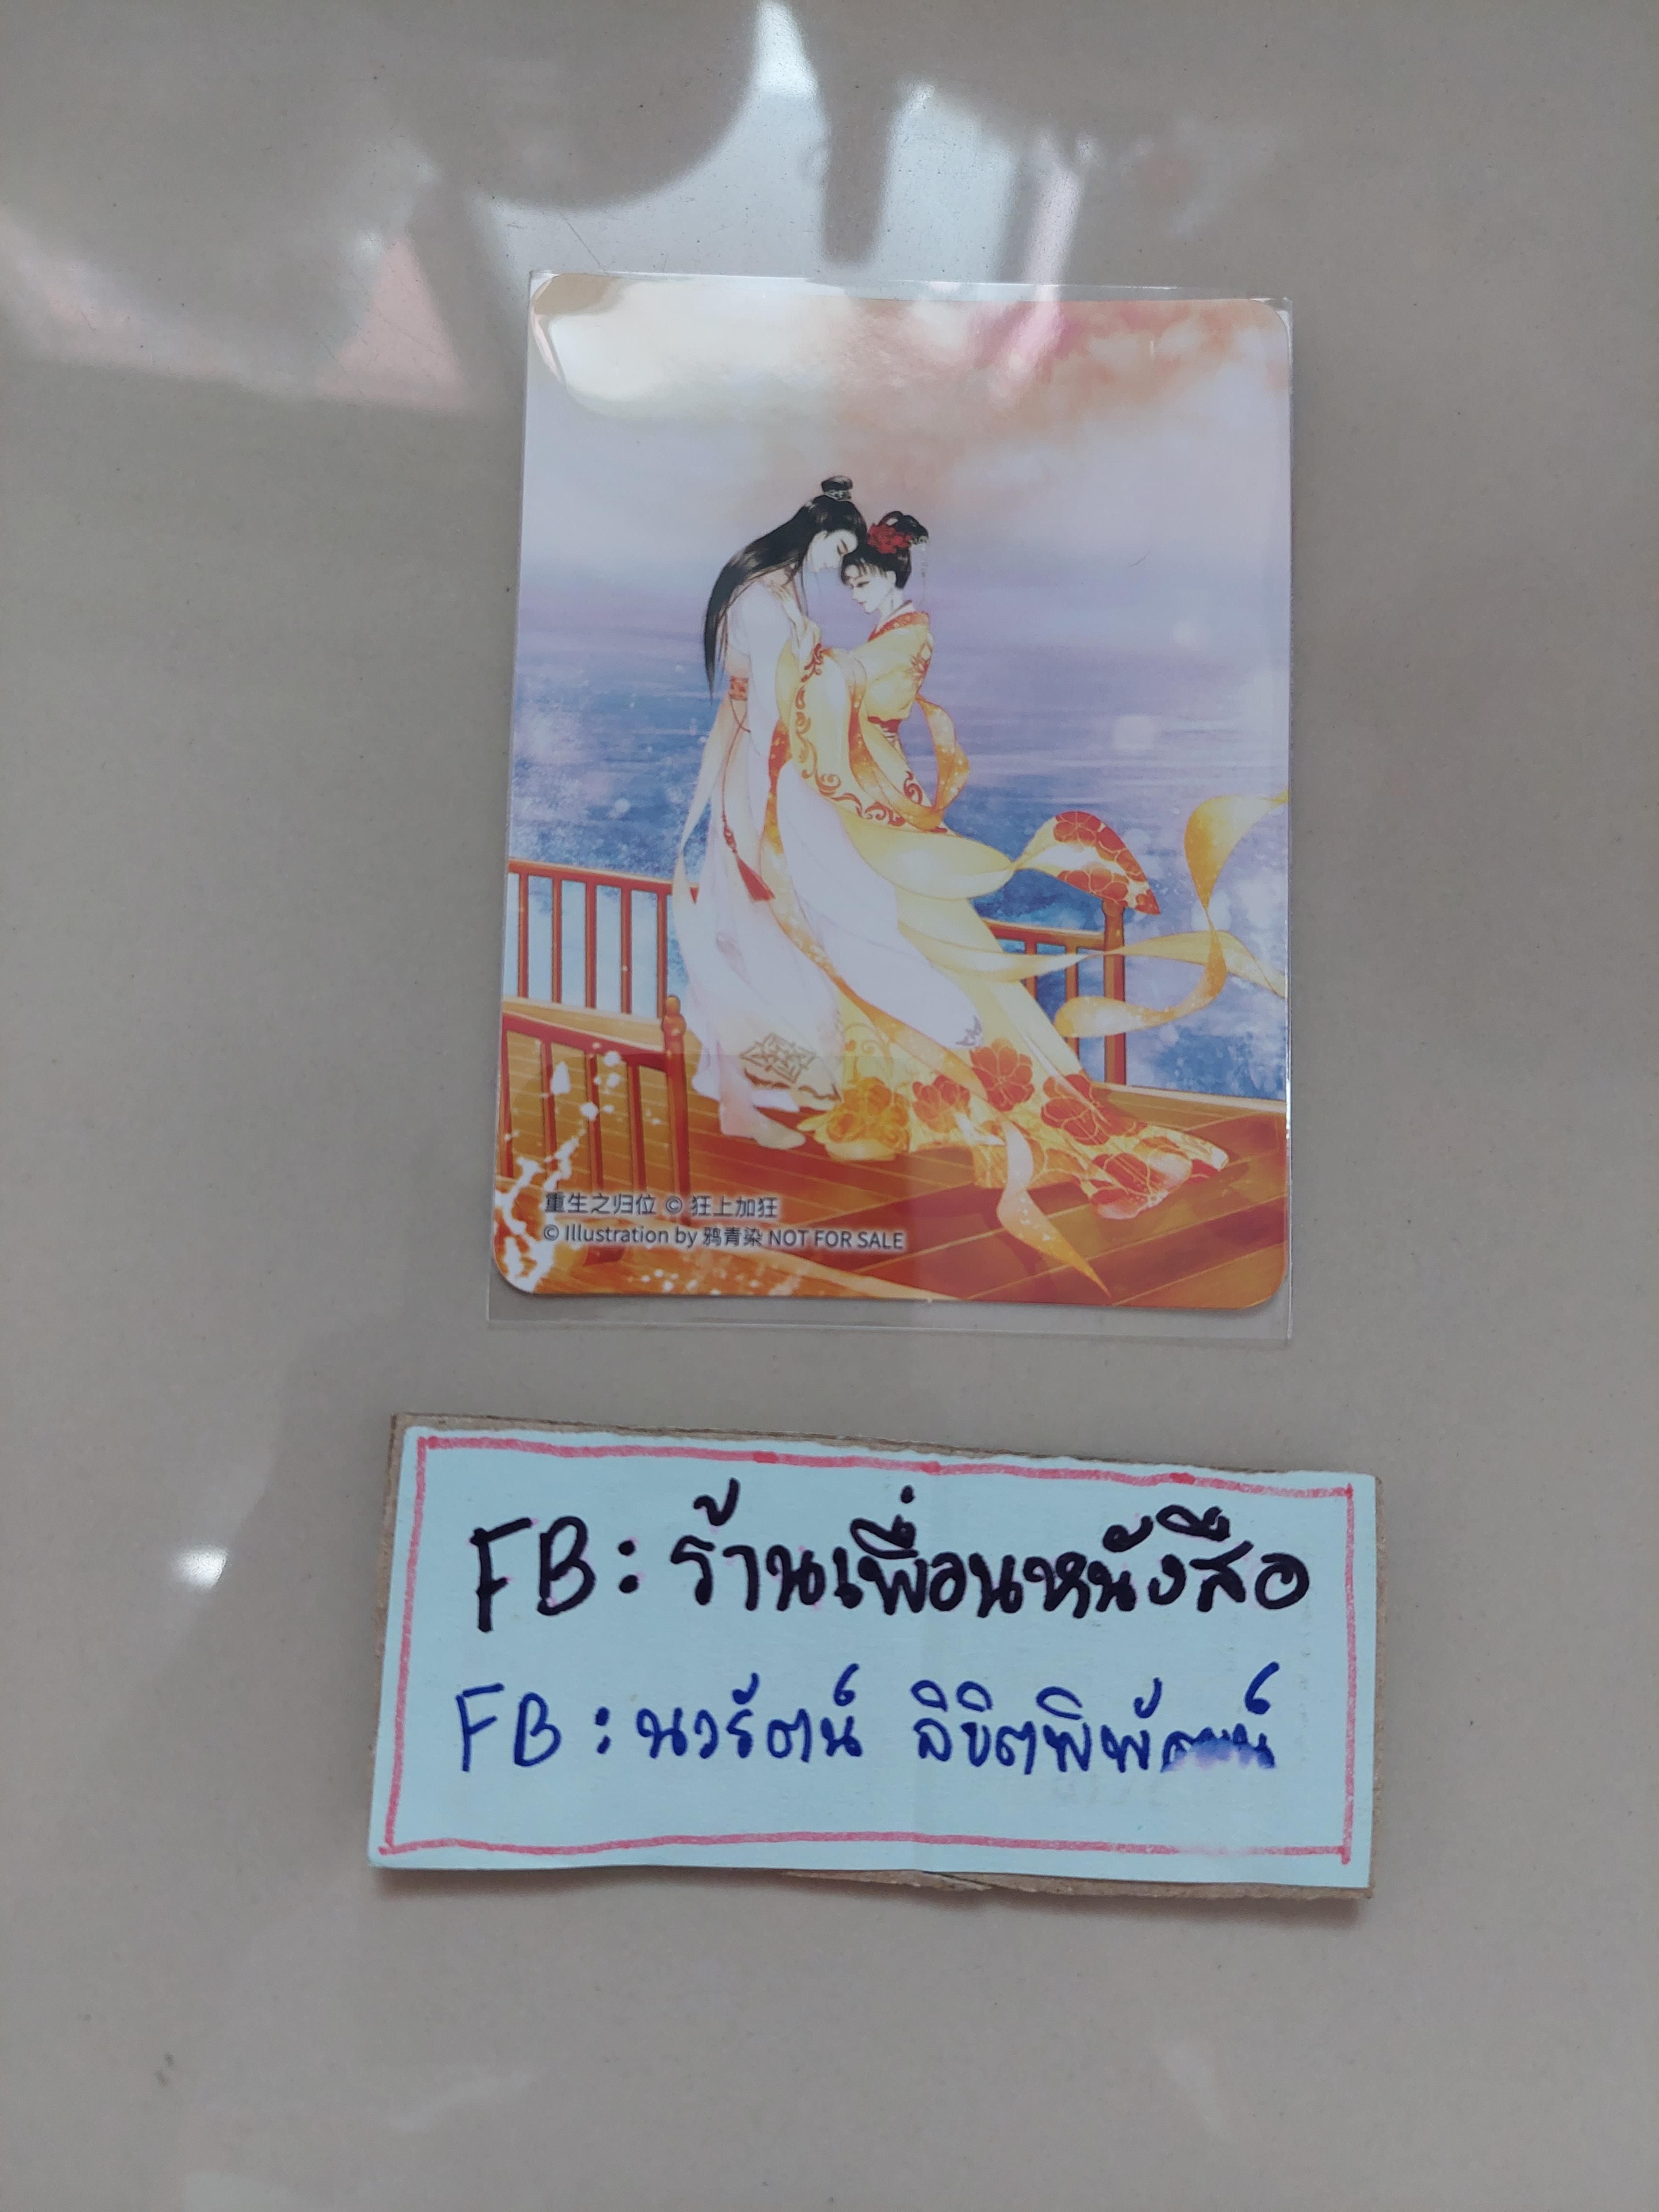 重生之归位 © 狂上加狂
© Illustration by 鸦青染 NOT FOR SALE
FB : ร้านเพื่อนหนังสือ
FB : นวรัตน์ ลิขิตพิพัฒน์